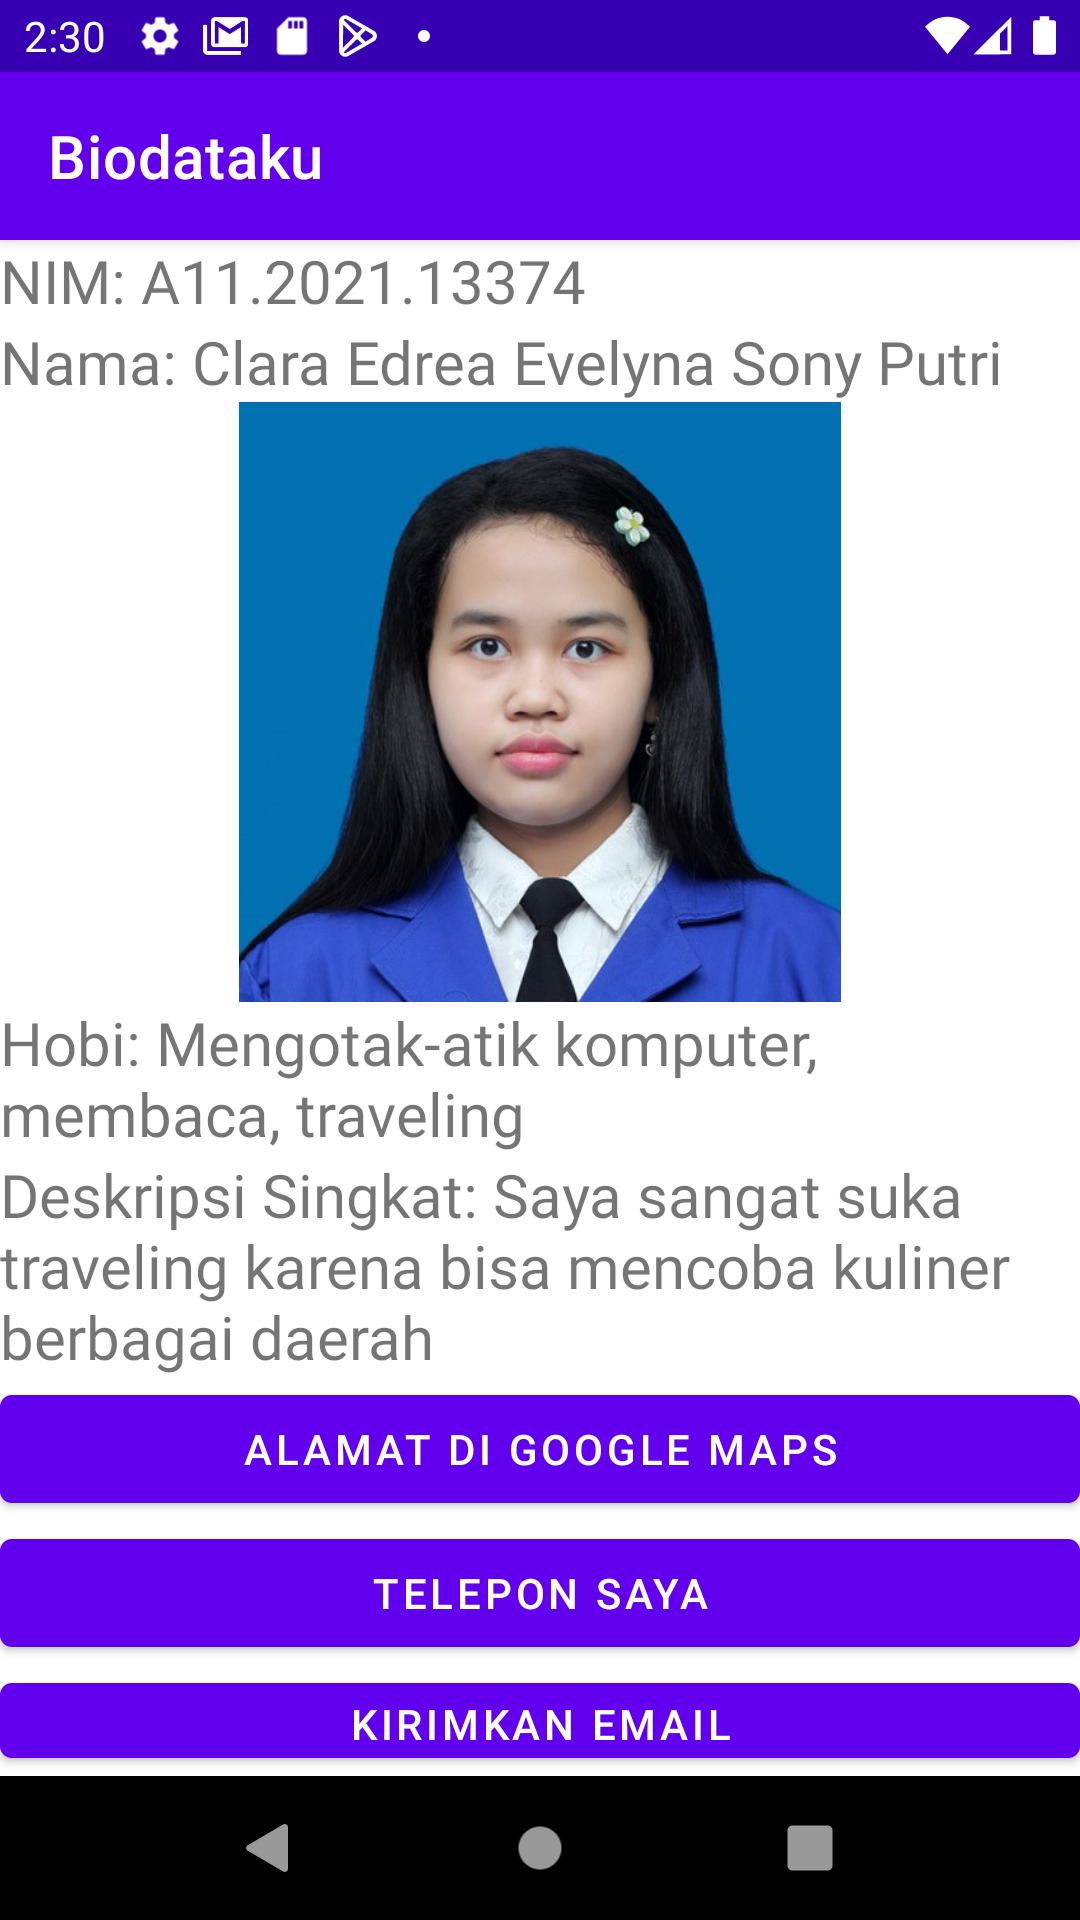 2:30
Biodataku
NIM: A11.2021.13374
Nama: Clara Edrea Evelyna Sony Putri
Hobi: Mengotak-atik komputer,
membaca, traveling
Deskripsi Singkat: Saya sangat suka
traveling karena bisa mencoba kuliner
berbagai daerah
ALAMAT DI GOOGLE MAPS
TELEPON SAYA
KIRIMKAN EMAIL